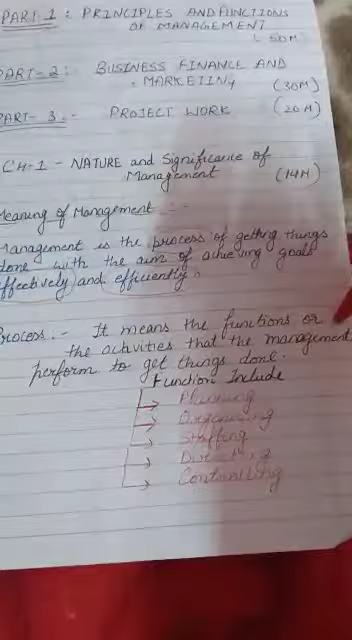 PART 1: PRINCIPLES AND FUNCTIONS
OF MANAGEMENT
50M
PART-2: BUSINESS FINANCE AND
MARKETING
(30M)
PART-3:- PROJECT WORK (20M)
CH-1 - NATURE and Significance of
Management (14M)
Meaning of Management :-
Management is the process of getting things
done with the aim of achieving goals
effectively and efficiently.
Process:- It means the functions or
the activities that the management
perform to get things done.
Function Include
Planning
Organising
Staffing
Directing
Controlling